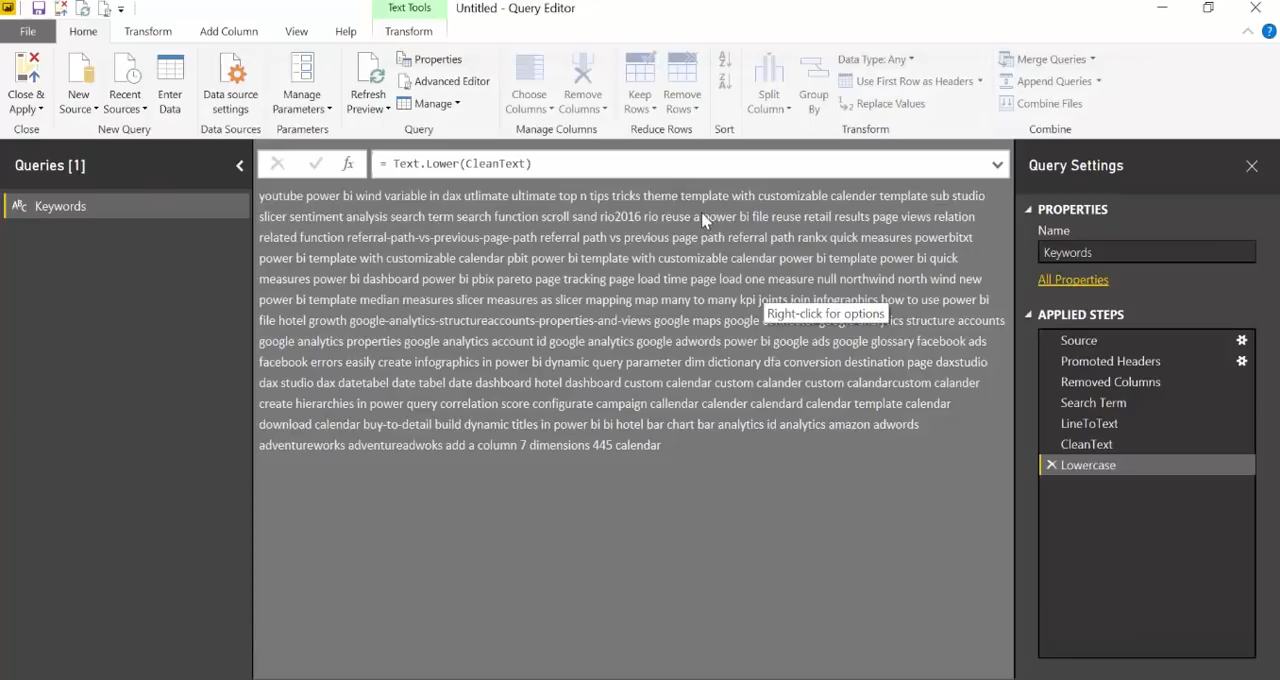 Text Tools
Untitled - Query Editor
File Home Transform Add Column View Help Transform
Close & Apply
New Source
Recent Sources
Enter Data
Data source settings
Manage Parameters
Refresh Preview
Properties
Advanced Editor
Manage
Choose Columns
Remove Columns
Keep Rows
Remove Rows
Split Column
Group By
Data Type: Any
Use First Row as Headers
Replace Values
Merge Queries
Append Queries
Combine Files
Close New Query Data Sources Parameters Query Manage Columns Reduce Rows Sort Transform Combine
Queries [1]
ABC Keywords
fx = Text.Lower(CleanText)
youtube power bi wind variable in dax utlimate ultimate top n tips tricks theme template with customizable calender template sub studio
slicer sentiment analysis search term search function scroll sand rio2016 rio reuse a power bi file reuse retail results page views relation
related function referral-path-vs-previous-page-path referral path vs previous page path referral path rankx quick measures powerbitxt
power bi template with customizable calendar pbit power bi template with customizable calendar power bi template power bi quick
measures power bi dashboard power bi pbix pareto page tracking page load time page load one measure null northwind north wind new
power bi template median measures slicer measures as slicer mapping map many to many kpi joints join infographics how to use power bi
Right-click for options
file hotel growth google-analytics-structureaccounts-properties-and-views google maps google structure accounts
google analytics properties google analytics account id google analytics google adwords power bi google ads google glossary facebook ads
facebook errors easily create infographics in power bi dynamic query parameter dim dictionary dfa conversion destination page daxstudio
dax studio dax datetabel date tabel date dashboard hotel dashboard custom calendar custom calander custom calandarcustom calander
create hierarchies in power query correlation score configurate campaign callendar calender calendard calendar template calendar
download calendar buy-to-detail build dynamic titles in power bi bi hotel bar chart bar analytics id analytics amazon adwords
adventureworks adventureadwoks add a column 7 dimensions 445 calendar
Query Settings
PROPERTIES
Name
Keywords
All Properties
APPLIED STEPS
Source
Promoted Headers
Removed Columns
Search Term
LineToText
CleanText
Lowercase